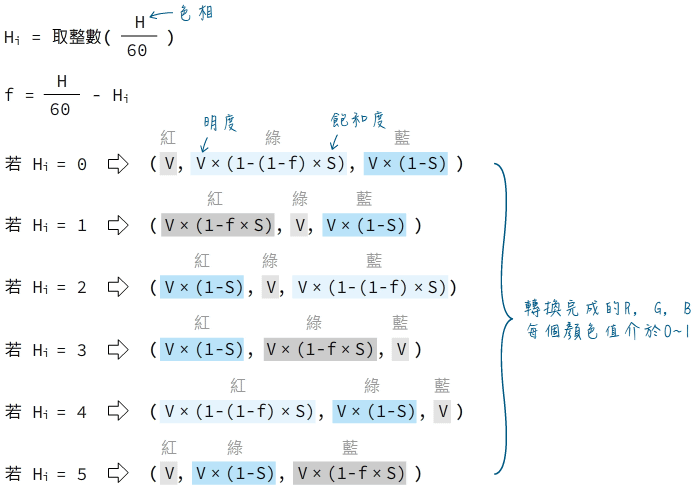 色相
Hi = 取整數( H/60 )
f = H/60 - Hi
明度 飽和度
紅 綠 藍
若 Hi = 0 ⇨ (V, V×(1-(1-f)×S), V×(1-S) )
紅 綠 藍
若 Hi = 1 ⇨ (V×(1-f×S), V, V×(1-S) )
紅 綠 藍
若 Hi = 2 ⇨ (V×(1-S), V, V×(1-(1-f)×S))
紅 綠 藍
若 Hi = 3 ⇨ (V×(1-S), V×(1-f×S), V )
紅 綠 藍
若 Hi = 4 ⇨ (V×(1-(1-f)×S), V×(1-S), V )
紅 綠 藍
若 Hi = 5 ⇨ (V, V×(1-S), V×(1-f×S) )
轉換完成的R, G, B
每個顏色值介於0~1